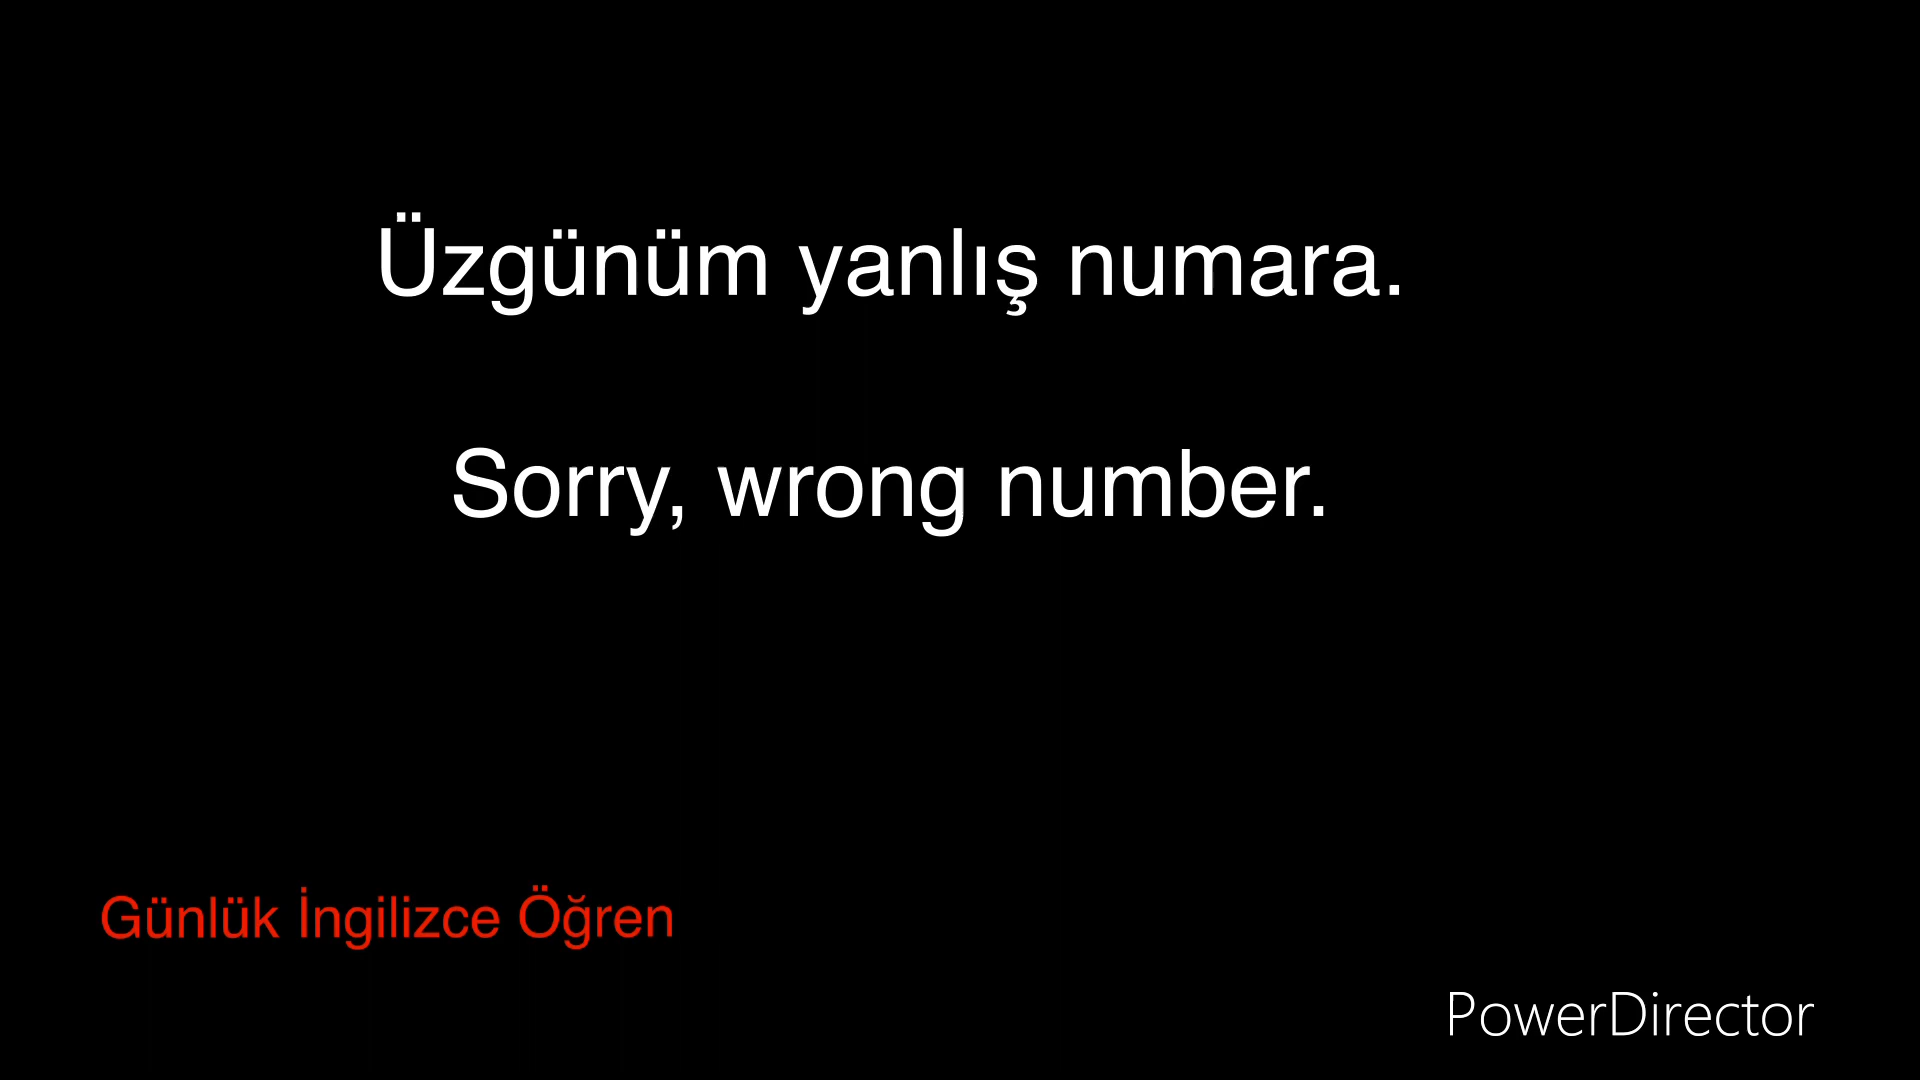 Üzgünüm yanlış numara.
Sorry, wrong number.
Günlük İngilizce Öğren
PowerDirector